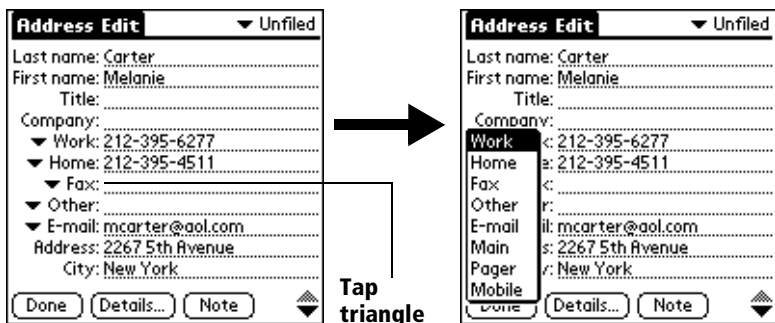 Address Edit ▼ Unfiled
Last name: Carter
First name: Melanie
Title:
Company:
▼ Work: 212-395-6277
▼ Home: 212-395-4511
▼ Fax:
▼ Other:
▼ E-mail: mcarter@aol.com
Address: 2267 5th Avenue
City: New York
Done Details... Note
Tap
triangle
Address Edit ▼ Unfiled
Last name: Carter
First name: Melanie
Title:
Company:
Work 212-395-6277
Home 212-395-4511
Fax
Other
E-mail mcarter@aol.com
Main 2267 5th Avenue
Pager New York
Mobile
Done Details... Note